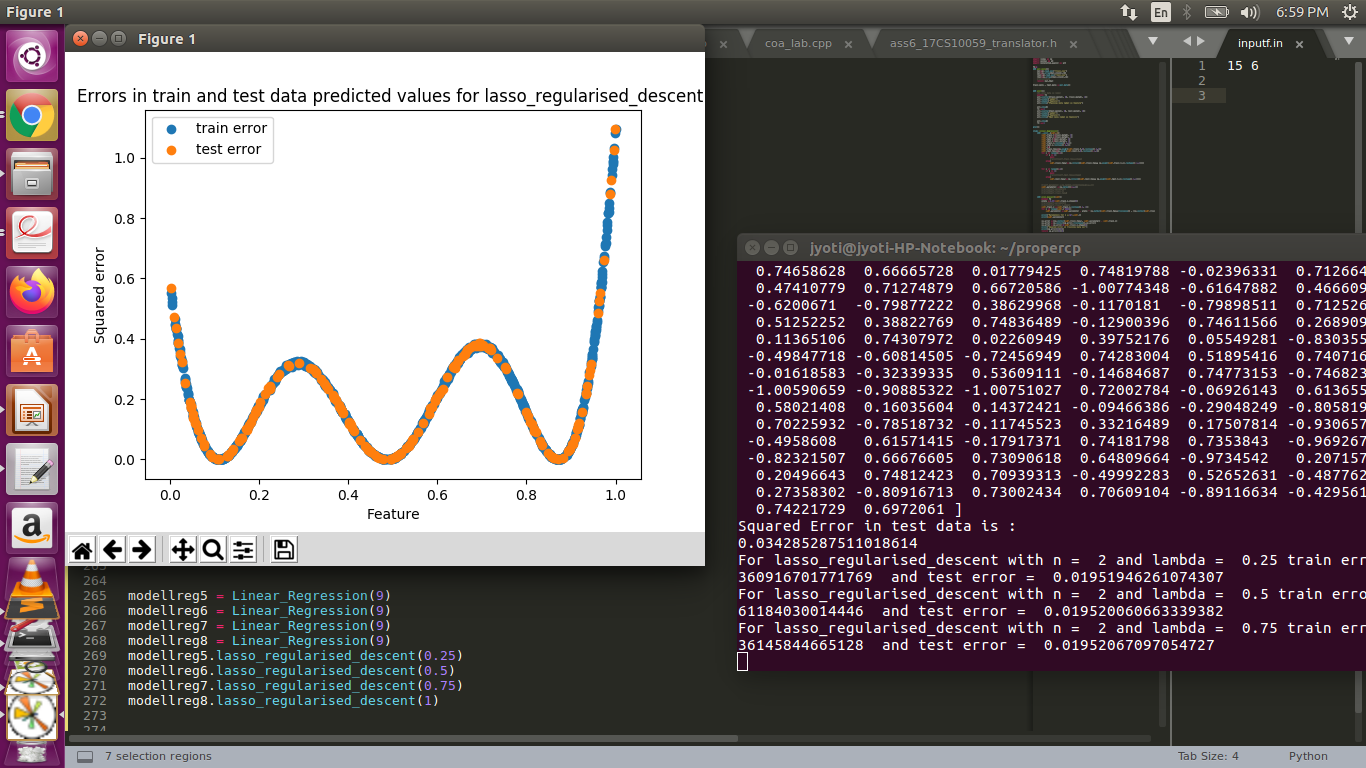 Figure 1
En
6:59 PM
Figure 1
coa_lab.cpp
ass6_17CS10059_translator.h
inputf.in
1 15 6
2
3
Errors in train and test data predicted values for lasso_regularised_descent
train error
test error
Squared error
1.0
0.8
0.6
0.4
0.2
0.0
0.0 0.2 0.4 0.6 0.8 1.0
Feature
jyoti@jyoti-HP-Notebook: ~/propercp
0.74658628 0.66665728 0.01779425 0.74819788 -0.02396331 0.712664
0.47410779 0.71274879 0.66720586 -1.00774348 -0.61647882 0.466609
-0.6200671 -0.79877222 0.38629968 -0.1170181 -0.79898511 0.712526
0.51252522 0.38822769 0.74836489 -0.12900396 0.74611566 0.268909
0.11365106 0.74307972 0.02260949 0.39752176 0.05549281 -0.830355
-0.49847718 -0.60814505 -0.72456949 0.74283004 0.51895416 0.740716
-0.01618583 -0.32339335 0.53609111 -0.14684687 0.74773153 -0.746823
-1.00590659 -0.90885322 -1.00751027 0.72002784 -0.06926143 0.613655
0.58021408 0.16035604 0.14372421 -0.09466386 -0.29048249 -0.805819
0.70225932 -0.78518732 -0.11745523 0.33216489 0.17507814 -0.930657
-0.4958608 0.61571415 -0.17917371 0.74181798 0.7353843 -0.969267
-0.82321507 0.66676605 0.73090618 0.64809664 -0.9734542 0.207157
0.20496643 0.74812423 0.70939313 -0.49992283 0.52652631 -0.487762
0.27358302 -0.80916713 0.73002434 0.70609104 -0.89116634 -0.429561
0.74221729 0.6972061 ]
Squared Error in test data is :
0.034285287511018614
For lasso_regularised_descent with n = 2 and lambda = 0.25 train err
360916701771769 and test error = 0.01951946261074307
For lasso_regularised_descent with n = 2 and lambda = 0.5 train erro
61184030014446 and test error = 0.019520060663339382
For lasso_regularised_descent with n = 2 and lambda = 0.75 train err
36145844665128 and test error = 0.01952067097054727
263
264
265 modellreg5 = Linear_Regression(9)
266 modellreg6 = Linear_Regression(9)
267 modellreg7 = Linear_Regression(9)
268 modellreg8 = Linear_Regression(9)
269 modellreg5.lasso_regularised_descent(0.25)
270 modellreg6.lasso_regularised_descent(0.5)
271 modellreg7.lasso_regularised_descent(0.75)
272 modellreg8.lasso_regularised_descent(1)
273
274
7 selection regions
Tab Size: 4
Python